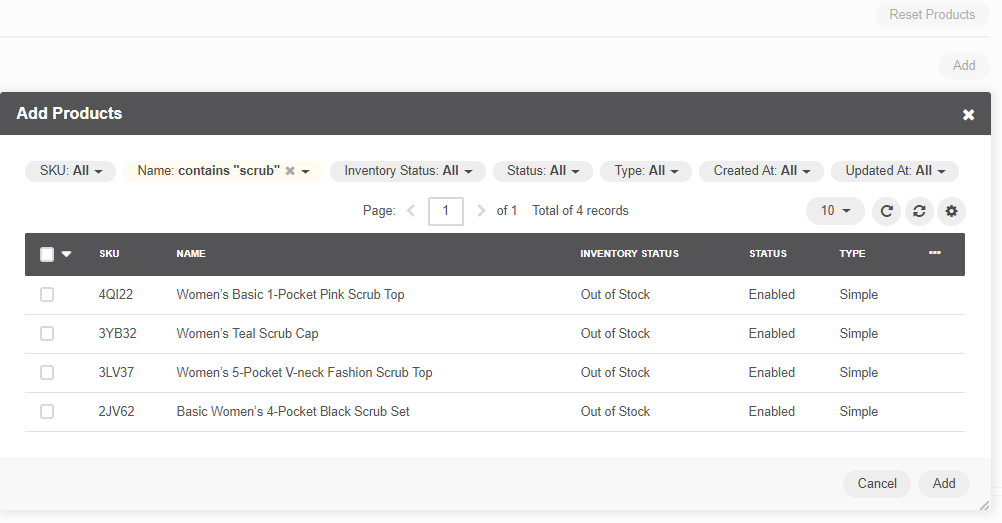 Reset Products
Add
Add Products
SKU: All Name: contains "scrub" Inventory Status: All Status: All Type: All Created At: All Updated At: All
Page: 1 of 1 Total of 4 records 10
SKU NAME INVENTORY STATUS STATUS TYPE
4QI22 Women's Basic 1-Pocket Pink Scrub Top Out of Stock Enabled Simple
3YB32 Women's Teal Scrub Cap Out of Stock Enabled Simple
3LV37 Women's 5-Pocket V-neck Fashion Scrub Top Out of Stock Enabled Simple
2JV62 Basic Women's 4-Pocket Black Scrub Set Out of Stock Enabled Simple
Cancel Add